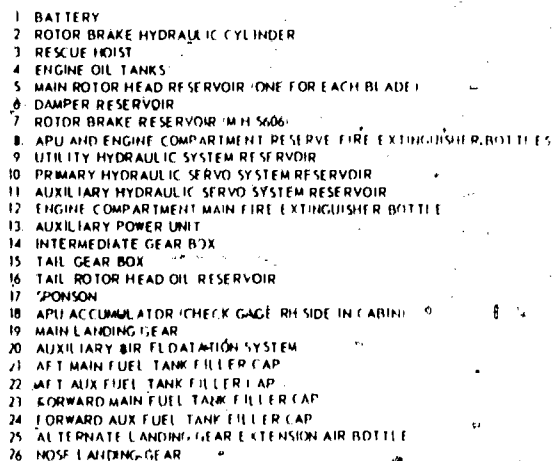 1 BATTERY
2 ROTOR BRAKE HYDRAULIC CYLINDER
3 RESCUE HOIST
4 ENGINE OIL TANKS
5 MAIN ROTOR HEAD RESERVOIR (ONE FOR EACH BLADE)
6 DAMPER RESERVOIR
7 ROTOR BRAKE RESERVOIR (M H 5606)
8. APU AND ENGINE COMPARTMENT RESERVE FIRE EXTINGUISHER BOTTLES
9 UTILITY HYDRAULIC SYSTEM RESERVOIR
10 PRIMARY HYDRAULIC SERVO SYSTEM RESERVOIR
11 AUXILIARY HYDRAULIC SERVO SYSTEM RESERVOIR
12 ENGINE COMPARTMENT MAIN FIRE EXTINGUISHER BOTTLE
13. AUXILIARY POWER UNIT
14 INTERMEDIATE GEAR BOX
15 TAIL GEAR BOX
16 TAIL ROTOR HEAD OIL RESERVOIR
17 SPONSON
18 APU ACCUMULATOR (CHECK GAGE RH SIDE IN CABIN)
19 MAIN LANDING GEAR
20 AUXILIARY AIR FLOATATION SYSTEM
21 AFT MAIN FUEL TANK FILLER CAP
22 AFT AUX FUEL TANK FILLER CAP
23 FORWARD MAIN FUEL TANK FILLER CAP
24 FORWARD AUX FUEL TANK FILLER CAP
25 ALTERNATE LANDING GEAR EXTENSION AIR BOTTLE
26 NOSE LANDING GEAR